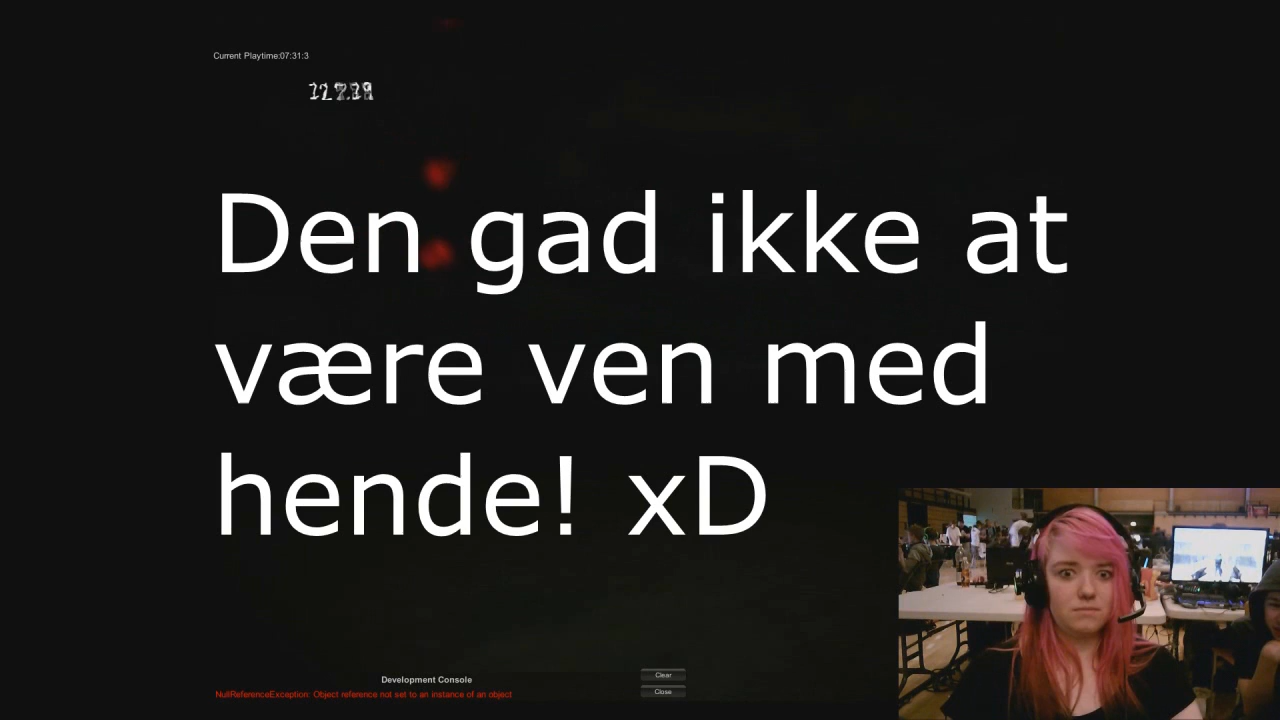 Current Playtime:07:31:3
Den gad ikke at
være ven med
hende! xD
Development Console
Clear
NullReferenceException: Object reference not set to an instance of an object
Close